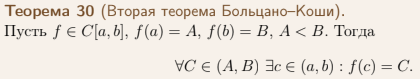 Теорема 30 (Вторая теорема Больцано–Коши).
Пусть f ∈ C[a, b], f(a) = A, f(b) = B, A < B. Тогда
∀C ∈ (A, B) ∃c ∈ (a, b) : f(c) = C.